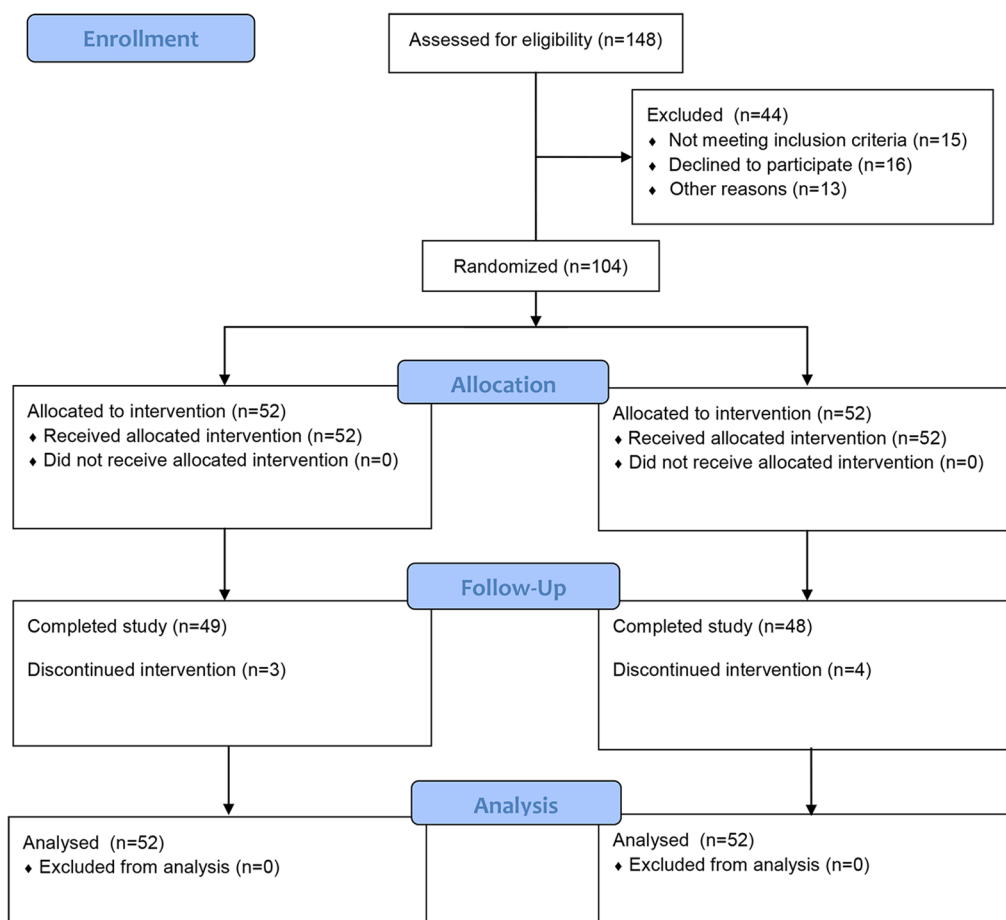 Enrollment
Assessed for eligibility (n=148)
Excluded (n=44)
♦ Not meeting inclusion criteria (n=15)
♦ Declined to participate (n=16)
♦ Other reasons (n=13)
Randomized (n=104)
Allocation
Allocated to intervention (n=52)
♦ Received allocated intervention (n=52)
♦ Did not receive allocated intervention (n=0)
Allocated to intervention (n=52)
♦ Received allocated intervention (n=52)
♦ Did not receive allocated intervention (n=0)
Follow-Up
Completed study (n=49)
Discontinued intervention (n=3)
Completed study (n=48)
Discontinued intervention (n=4)
Analysis
Analysed (n=52)
♦ Excluded from analysis (n=0)
Analysed (n=52)
♦ Excluded from analysis (n=0)